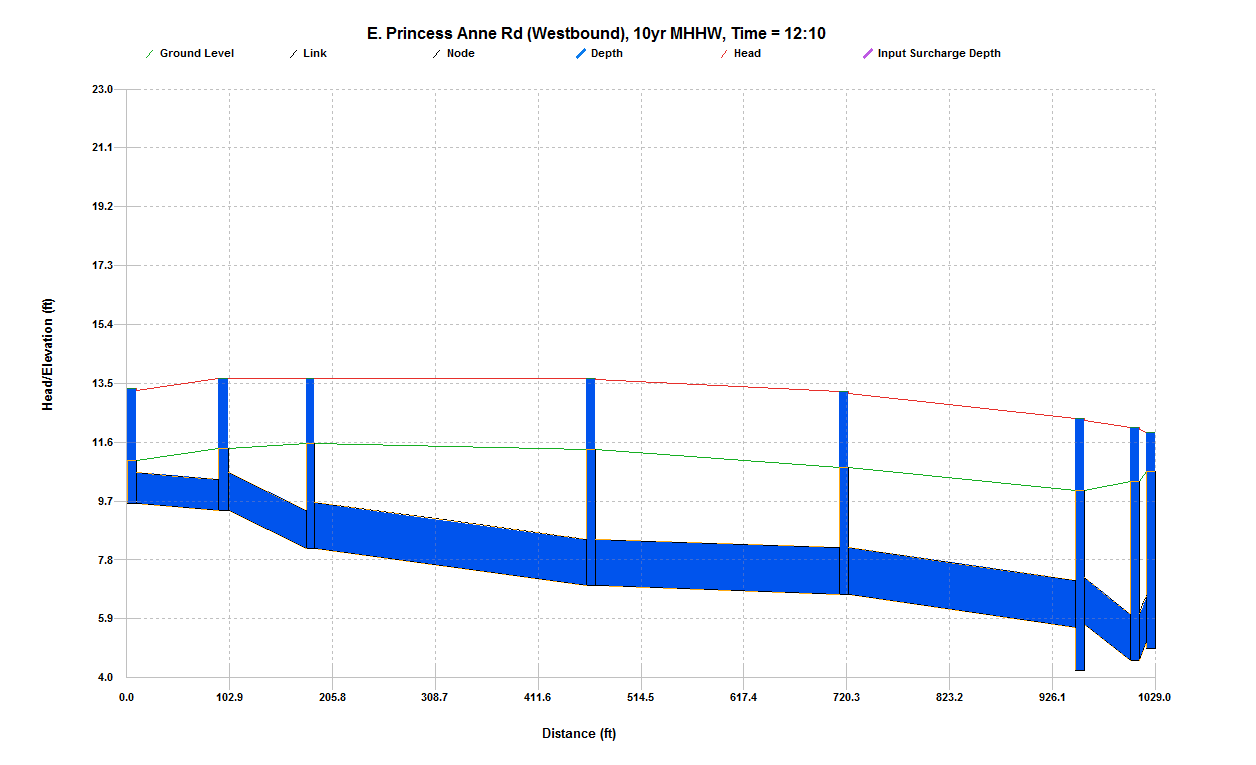 E. Princess Anne Rd (Westbound), 10yr MHHW, Time = 12:10
Ground Level Link Node Depth Head Input Surcharge Depth
23.0
21.1
19.2
17.3
15.4
13.5
11.6
9.7
7.8
5.9
4.0
Head/Elevation (ft)
0.0 102.9 205.8 308.7 411.6 514.5 617.4 720.3 823.2 926.1 1029.0
Distance (ft)